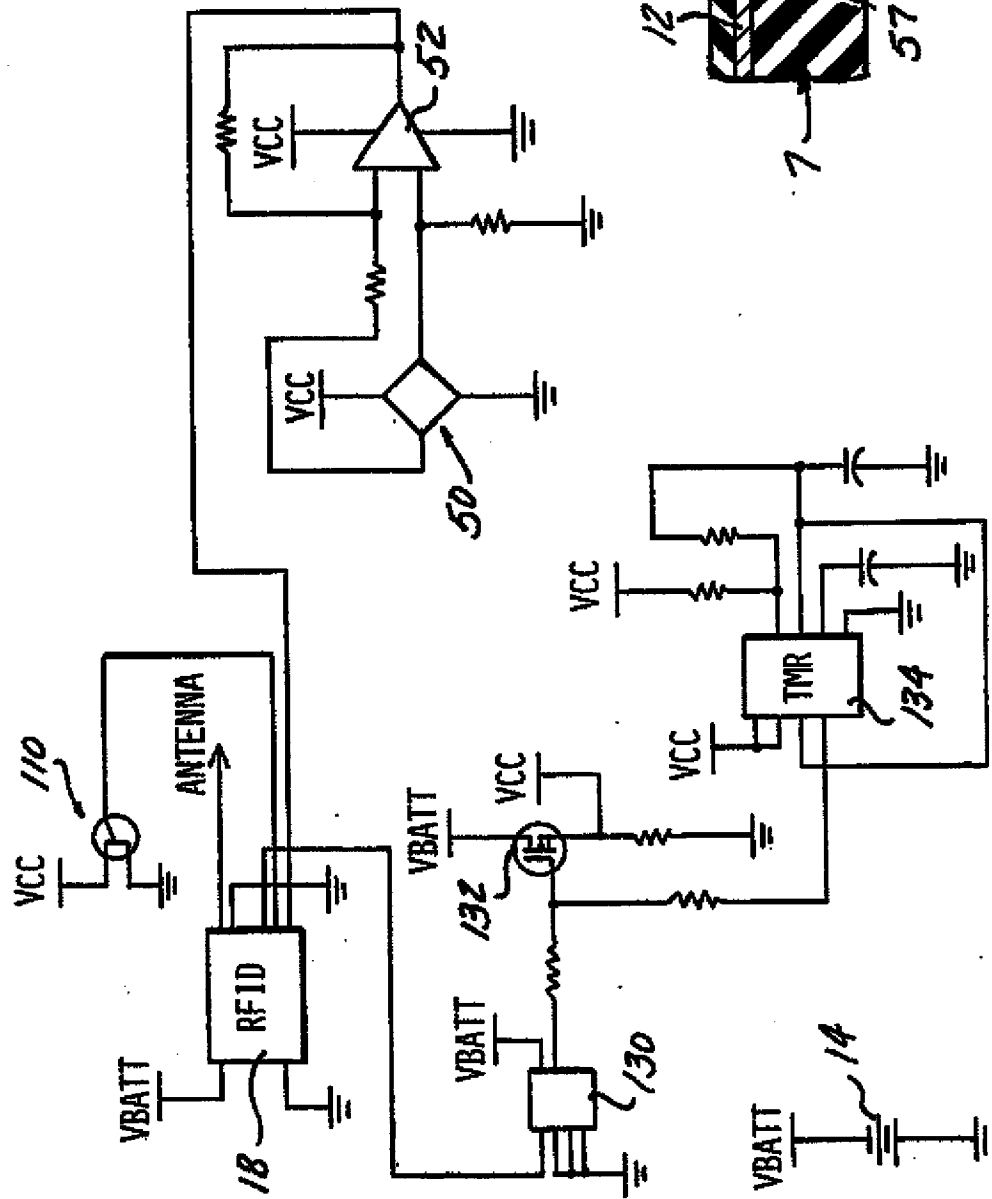 12
52
VCC
57
7
VCC
50
110
VCC
ANTENNA
VCC
VBATT
RFID
18
VBATT
VCC
132
VCC
TMR
134
VBATT
130
VBATT
14